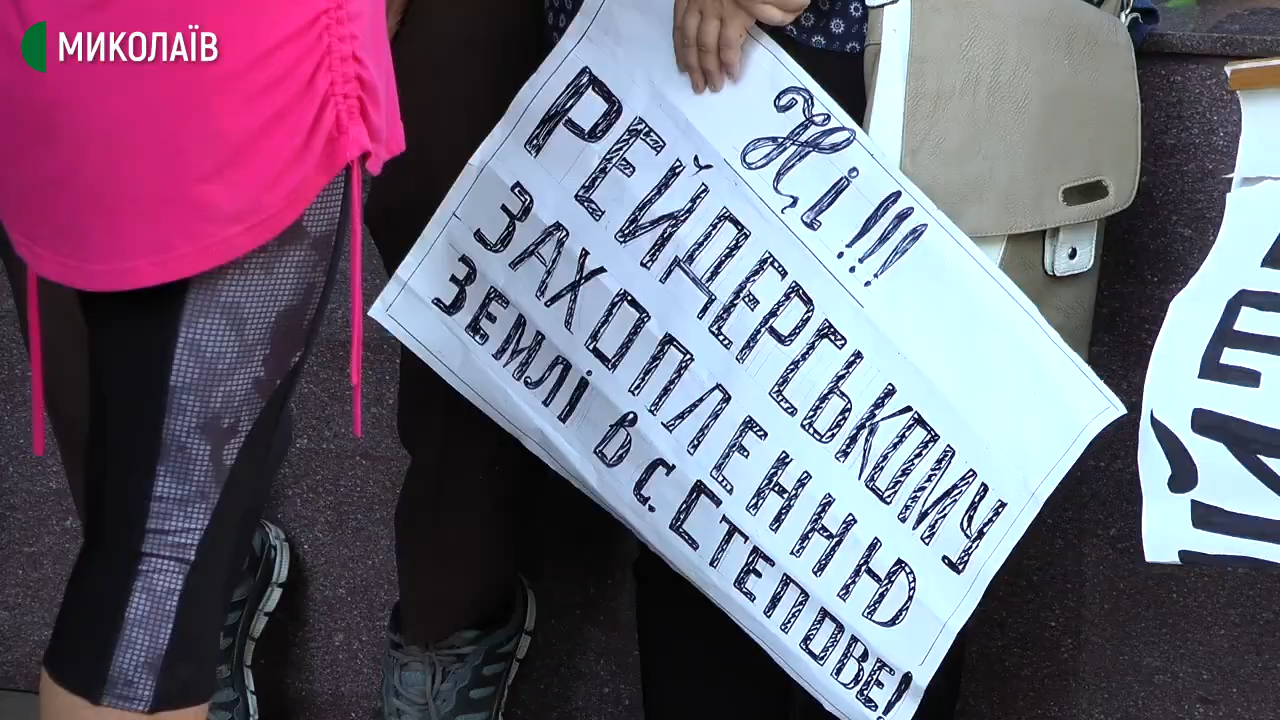 МИКОЛАЇВ
Ні!!!
РЕЙДЕРСЬКОМУ
ЗАХОПЛЕННЮ
ЗЕМЛІ В С. СТЕПОВЕ!